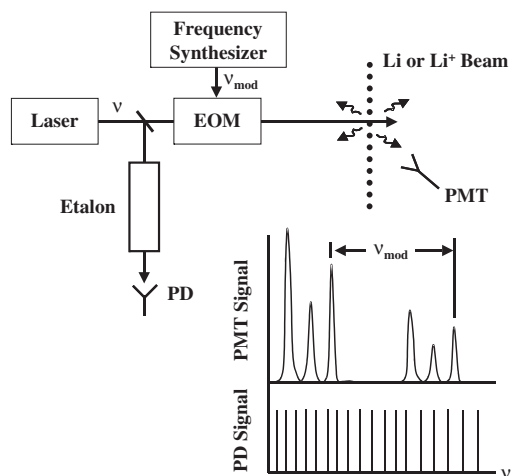 Frequency
Synthesizer
ν_mod
Li or Li⁺ Beam
Laser
ν
EOM
Etalon
PMT
PD
ν_mod
PMT Signal
PD Signal
ν